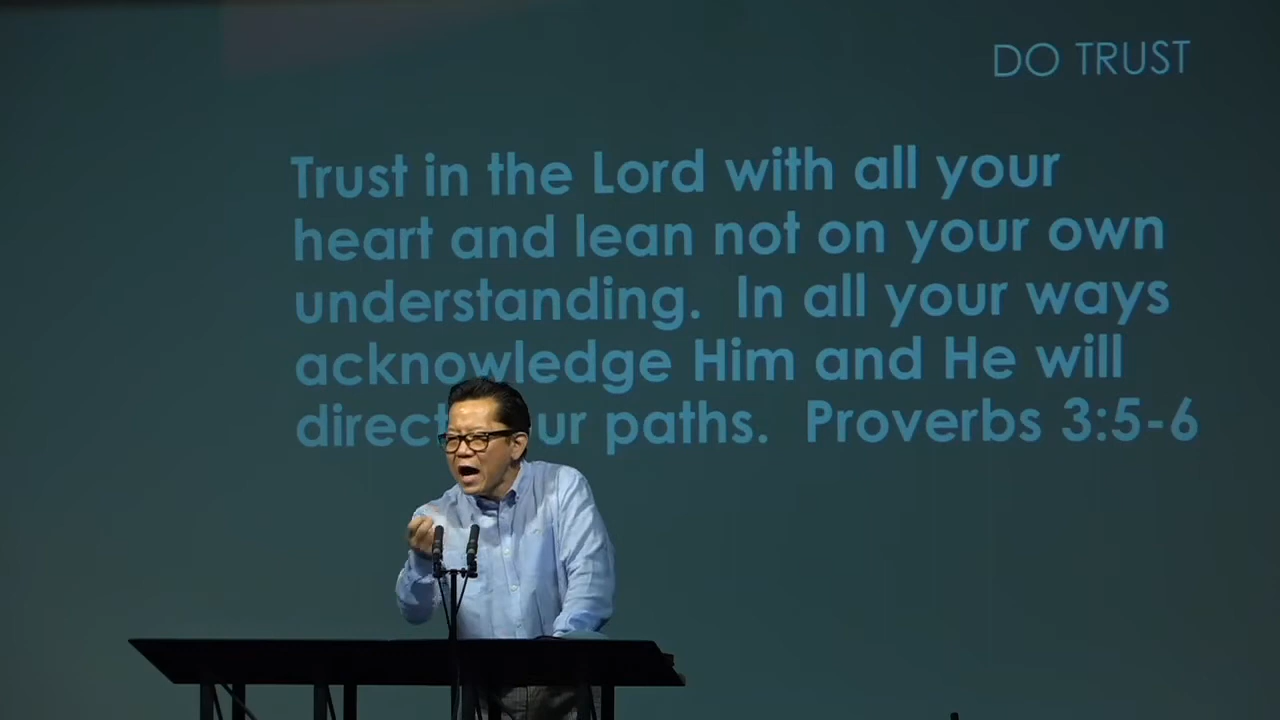 DO TRUST
Trust in the Lord with all your
heart and lean not on your own
understanding. In all your ways
acknowledge Him and He will
direct paths. Proverbs 3:5-6